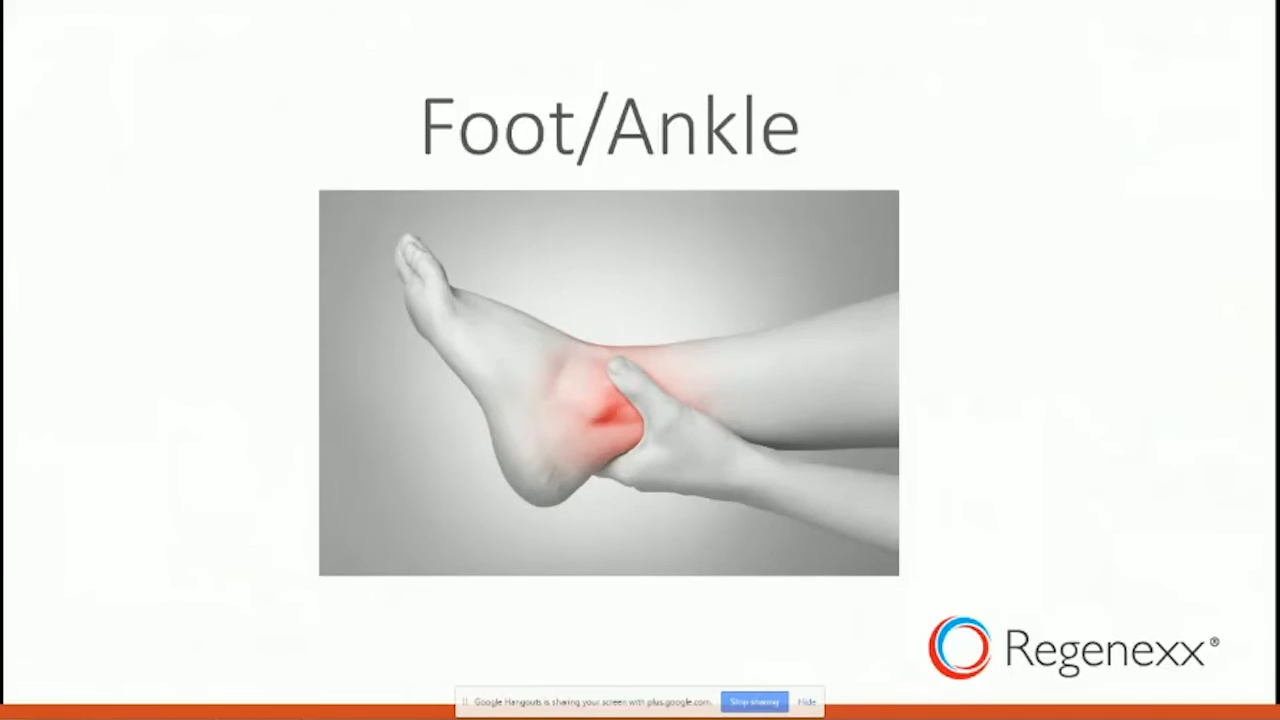 Foot/Ankle
Regenexx®
Google Hangouts is sharing your screen with plus.google.com.
Stop sharing
Hide